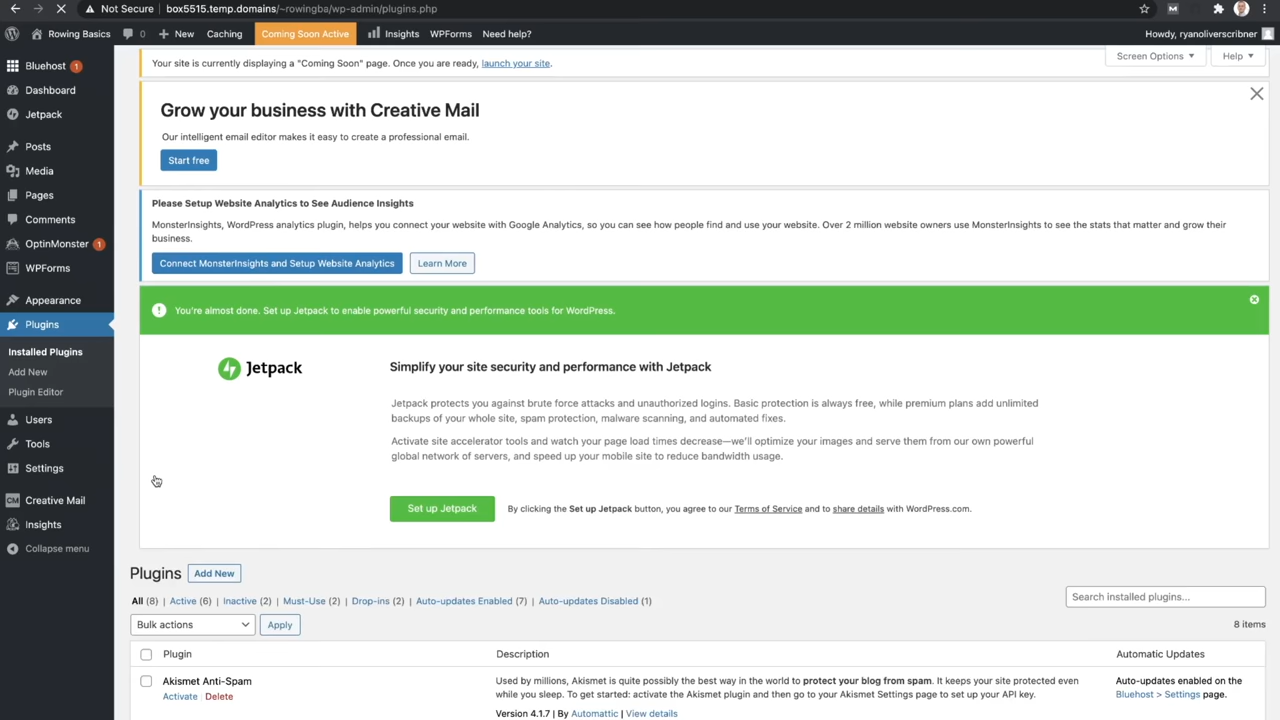 Not Secure | box5515.temp.domains/~rowingba/wp-admin/plugins.php
Rowing Basics 0 + New Caching Coming Soon Active Insights WPForms Need help? Howdy, ryanoliverscribner
Your site is currently displaying a "Coming Soon" page. Once you are ready, launch your site.
Screen Options ▼ Help ▼
Bluehost 1
Dashboard
Jetpack
Posts
Media
Pages
Comments
OptinMonster 1
WPForms
Appearance
Plugins
Installed Plugins
Add New
Plugin Editor
Users
Tools
Settings
CM Creative Mail
Insights
Collapse menu
Grow your business with Creative Mail
Our intelligent email editor makes it easy to create a professional email.
Start free
Please Setup Website Analytics to See Audience Insights
MonsterInsights, WordPress analytics plugin, helps you connect your website with Google Analytics, so you can see how people find and use your website. Over 2 million website owners use MonsterInsights to see the stats that matter and grow their
business.
Connect MonsterInsights and Setup Website Analytics Learn More
You're almost done. Set up Jetpack to enable powerful security and performance tools for WordPress.
Jetpack
Simplify your site security and performance with Jetpack
Jetpack protects you against brute force attacks and unauthorized logins. Basic protection is always free, while premium plans add unlimited
backups of your whole site, spam protection, malware scanning, and automated fixes.
Activate site accelerator tools and watch your page load times decrease—we'll optimize your images and serve them from our own powerful
global network of servers, and speed up your mobile site to reduce bandwidth usage.
Set up Jetpack By clicking the Set up Jetpack button, you agree to our Terms of Service and to share details with WordPress.com.
Plugins Add New
All (8) | Active (6) | Inactive (2) | Must-Use (2) | Drop-ins (2) | Auto-updates Enabled (7) | Auto-updates Disabled (1)
Search installed plugins...
Bulk actions Apply 8 items
Plugin Description Automatic Updates
Akismet Anti-Spam Used by millions, Akismet is quite possibly the best way in the world to protect your blog from spam. It keeps your site protected even Auto-updates enabled on the
Activate | Delete while you sleep. To get started: activate the Akismet plugin and then go to your Akismet Settings page to set up your API key. Bluehost > Settings page.
Version 4.1.7 | By Automattic | View details